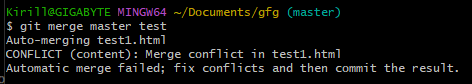 Kirill@GIGABYTE MINGW64 ~/Documents/gfg (master)
$ git merge master test
Auto-merging test1.html
CONFLICT (content): Merge conflict in test1.html
Automatic merge failed; fix conflicts and then commit the result.